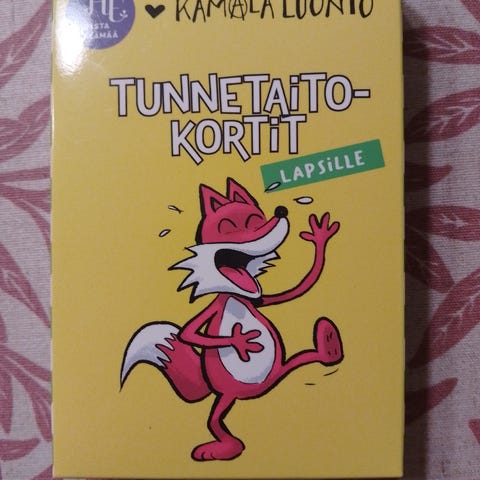 ♥ KAMALA LUONTO
TUNNETAITO-
KORTIT
LAPSILLE